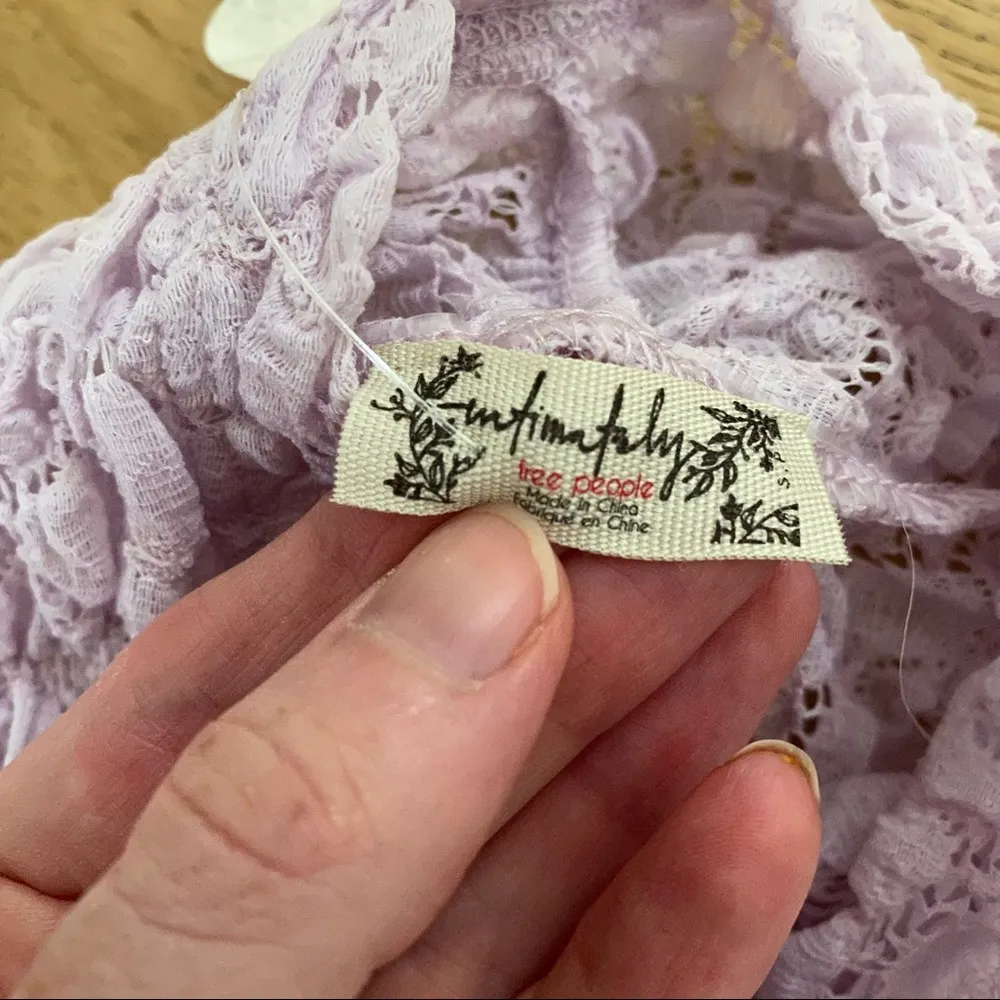 intimately
free people
Made in China
Fabriqué en Chine
S